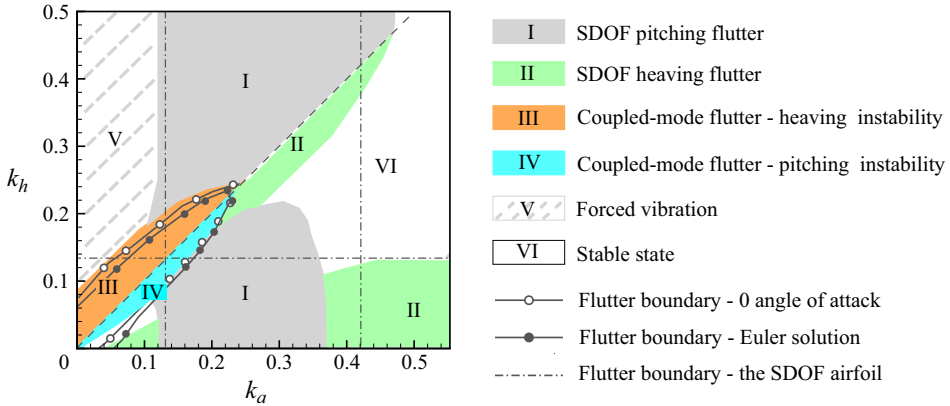 0.5
0.4
0.3
0.2
0.1
0
0.1
0.2
0.3
0.4
0.5
k_h
k_a
I
V
II
VI
III
IV
I
II
I SDOF pitching flutter
II SDOF heaving flutter
III Coupled-mode flutter - heaving instability
IV Coupled-mode flutter - pitching instability
V Forced vibration
VI Stable state
Flutter boundary - 0 angle of attack
Flutter boundary - Euler solution
Flutter boundary - the SDOF airfoil